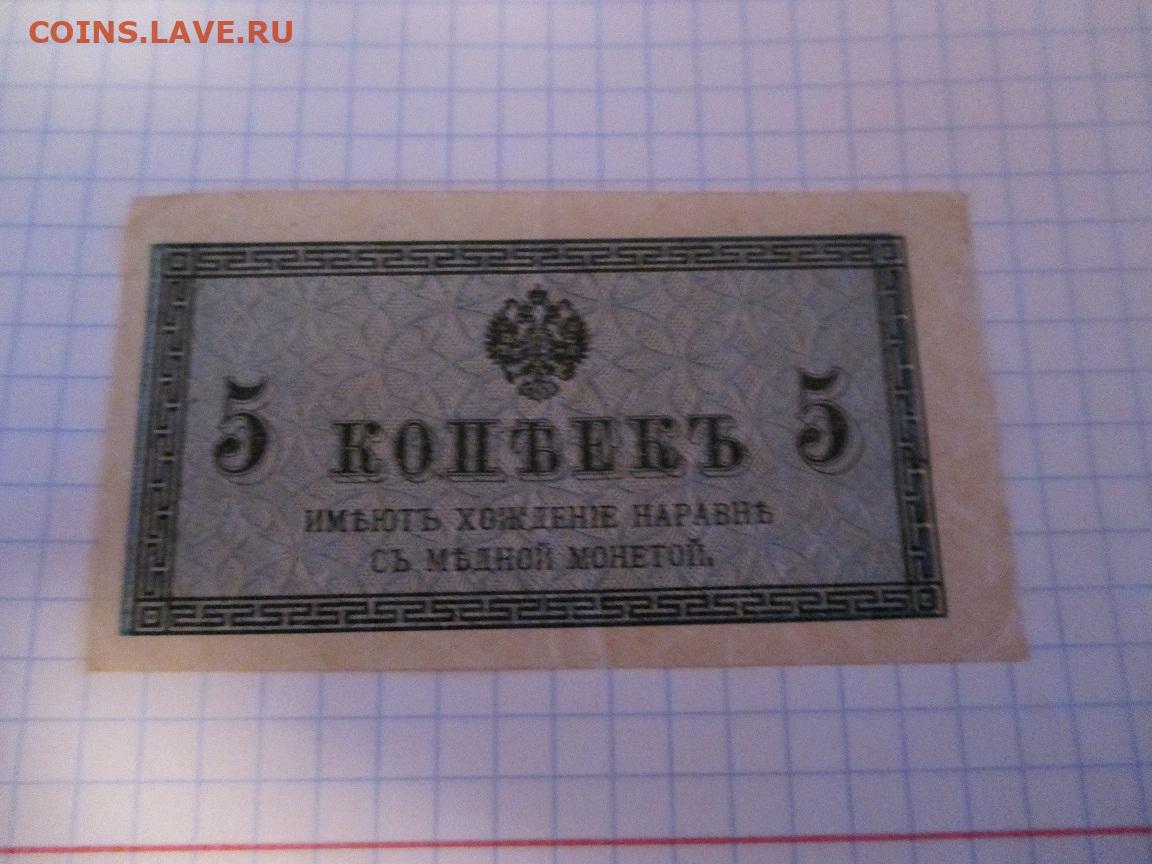 COINS.LAVE.RU
5 КОПѢЕКЪ 5
ИМѢЮТЪ ХОЖДЕНІЕ НАРАВНѢ
СЪ МѢДНОЙ МОНЕТОЙ.